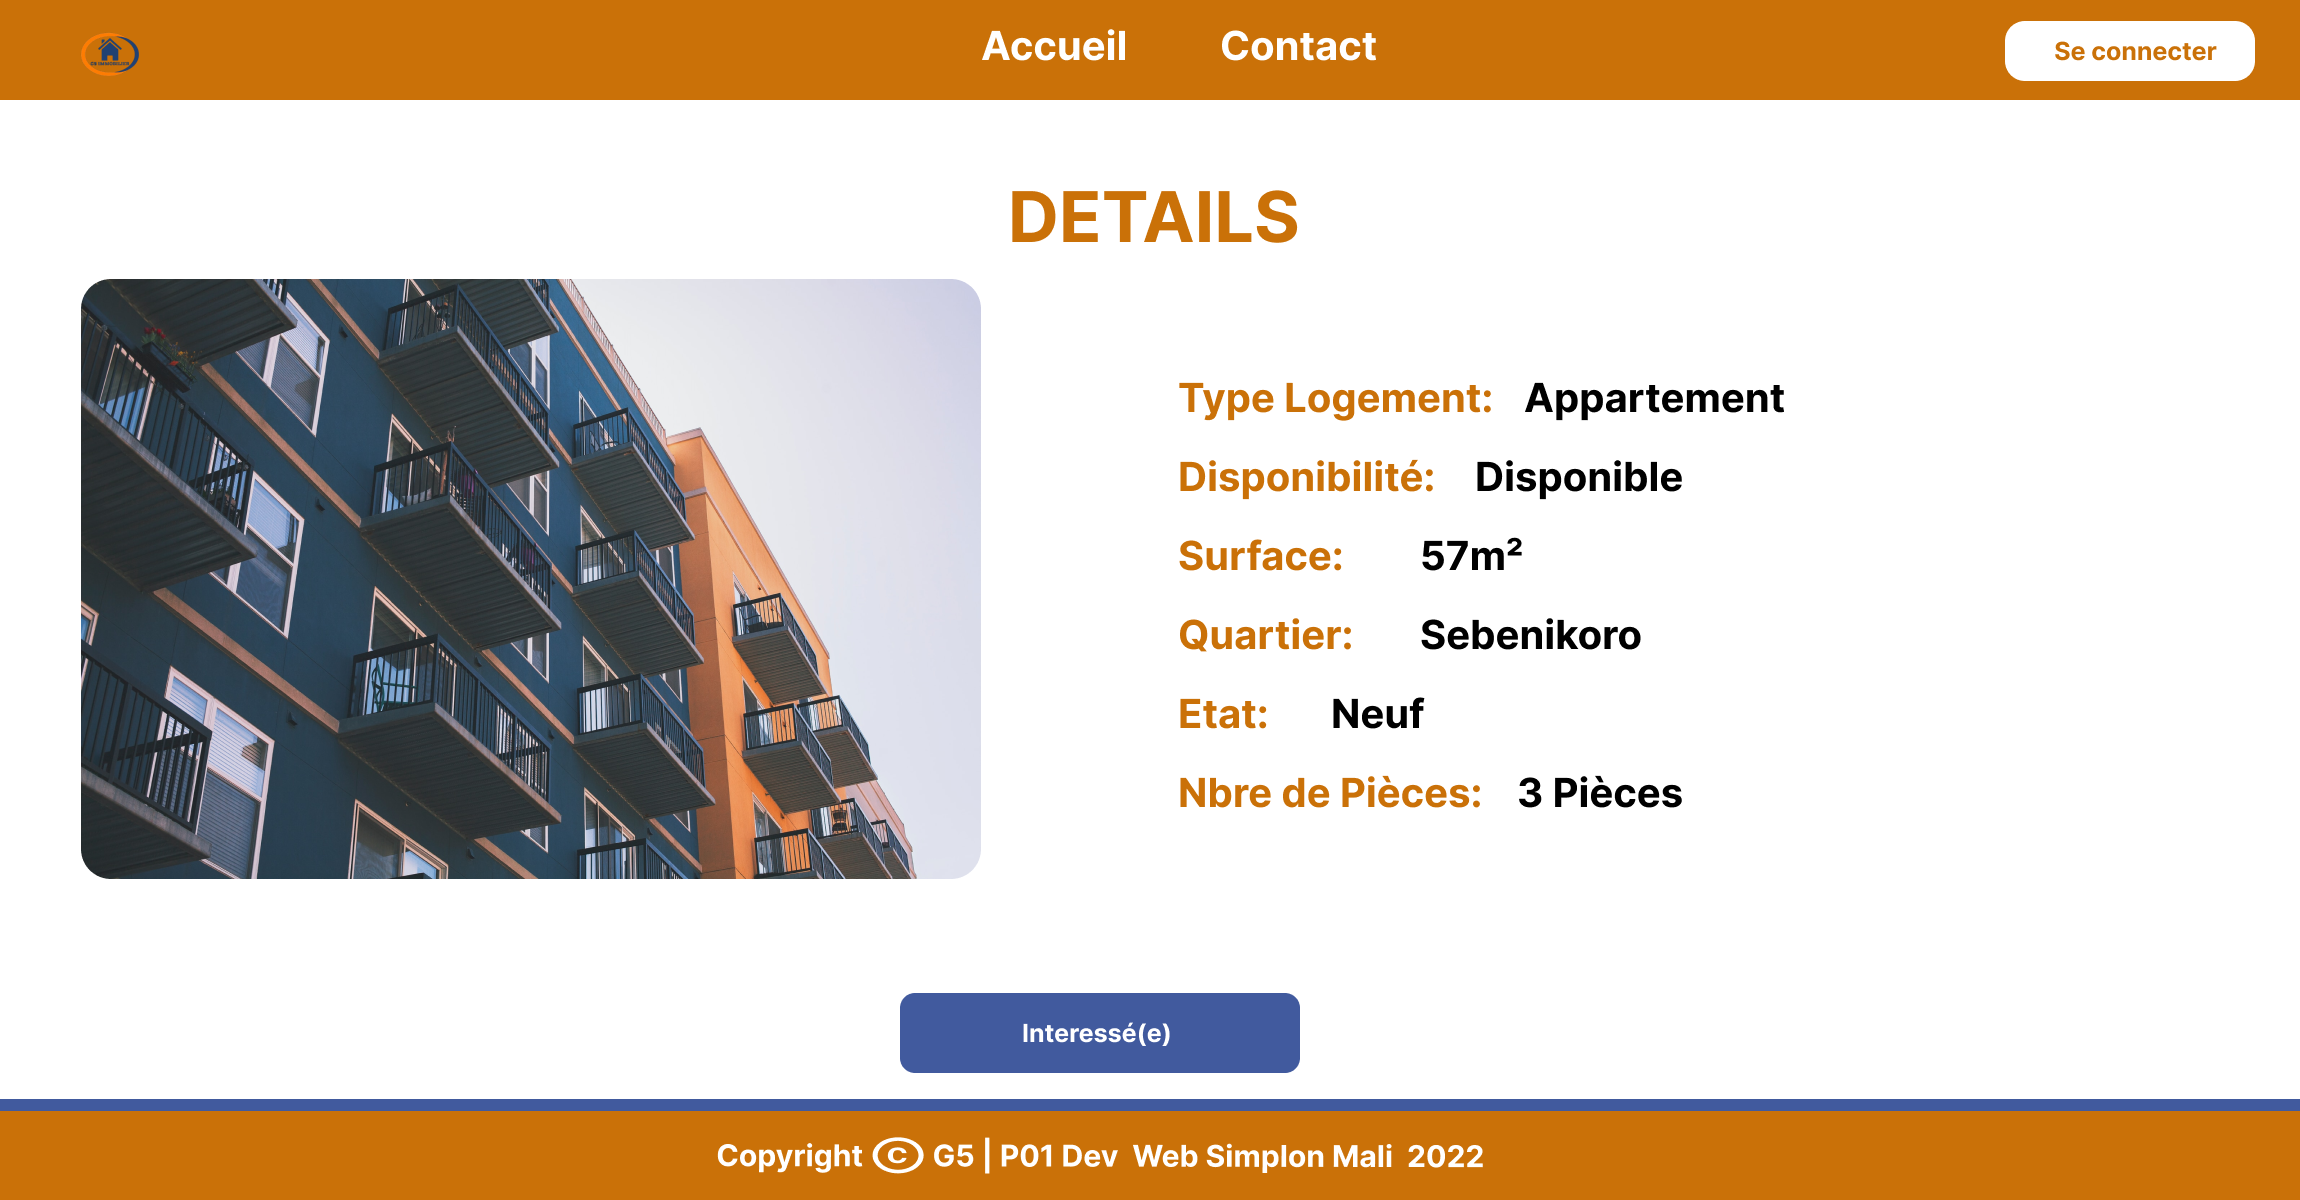 Accueil Contact Se connecter
DETAILS
Type Logement: Appartement
Disponibilité: Disponible
Surface: 57m²
Quartier: Sebenikoro
Etat: Neuf
Nbre de Pièces: 3 Pièces
Interessé(e)
Copyright © G5 | P01 Dev Web Simplon Mali 2022